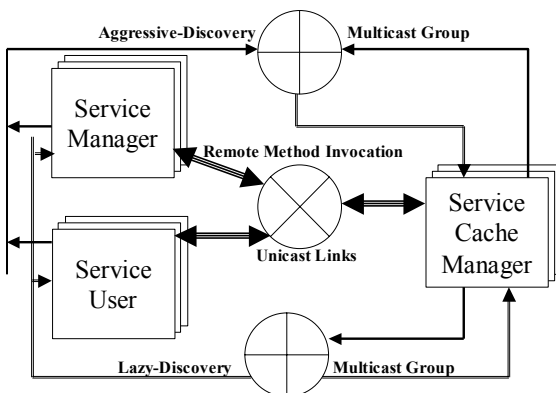 Aggressive-Discovery Multicast Group
Service
Manager
Remote Method Invocation
Service
Cache
Manager
Service
User
Unicast Links
Lazy-Discovery Multicast Group